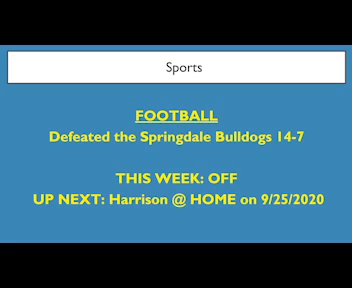 Sports
FOOTBALL
Defeated the Springdale Bulldogs 14-7
THIS WEEK: OFF
UP NEXT: Harrison @ HOME on 9/25/2020